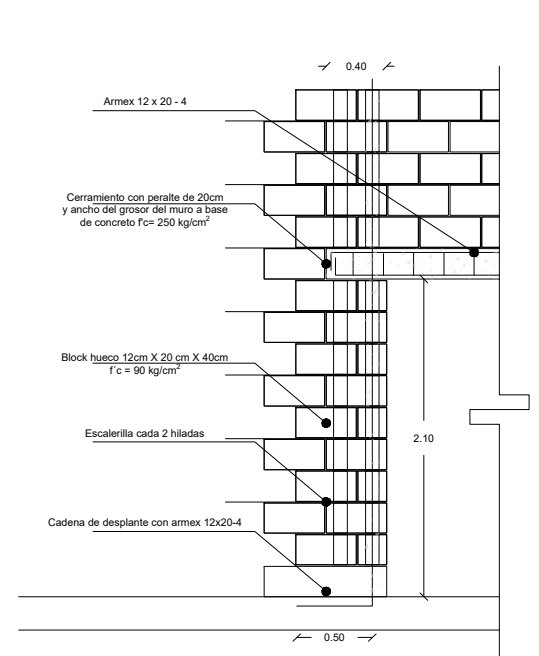 0.40
Armex 12 x 20 - 4
Cerramiento con peralte de 20cm
y ancho del grosor del muro a base
de concreto f'c= 250 kg/cm²
Block hueco 12cm X 20 cm X 40cm
f´c = 90 kg/cm²
Escalerilla cada 2 hiladas
2.10
Cadena de desplante con armex 12x20-4
0.50